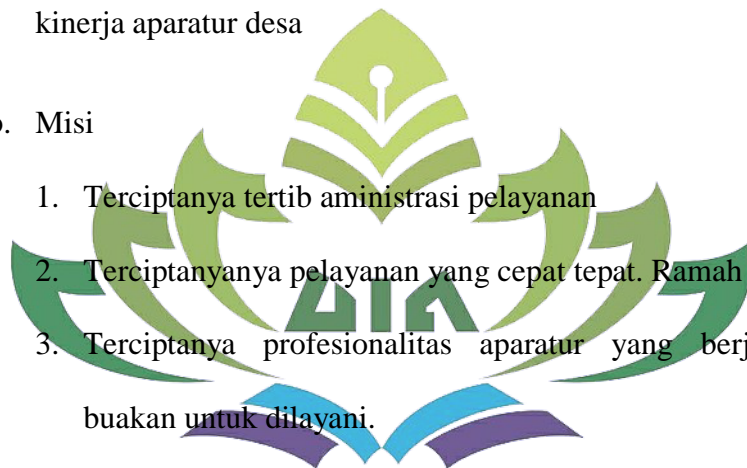 kinerja aparatur desa
. Misi
1. Terciptanya tertib aministrasi pelayanan
2. Terciptanyanya pelayanan yang cepat tepat. Ramah
3. Terciptanya profesionalitas aparatur yang
buakan untuk dilayani.